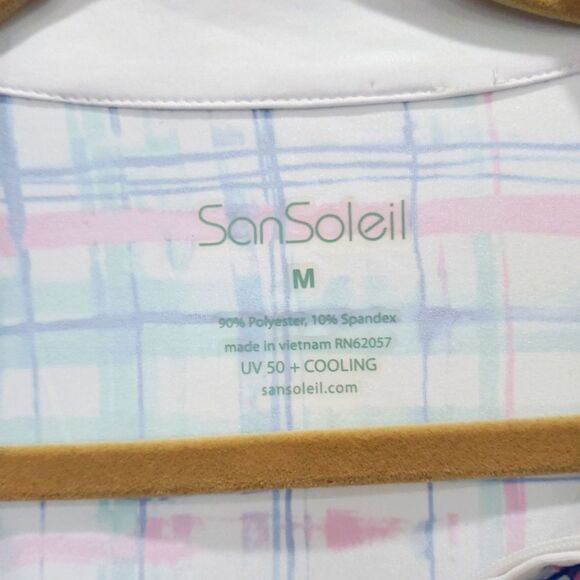 SanSoleil
M
90% Polyester, 10% Spandex
made in vietnam RN62057
UV 50 + COOLING
sansoleil.com